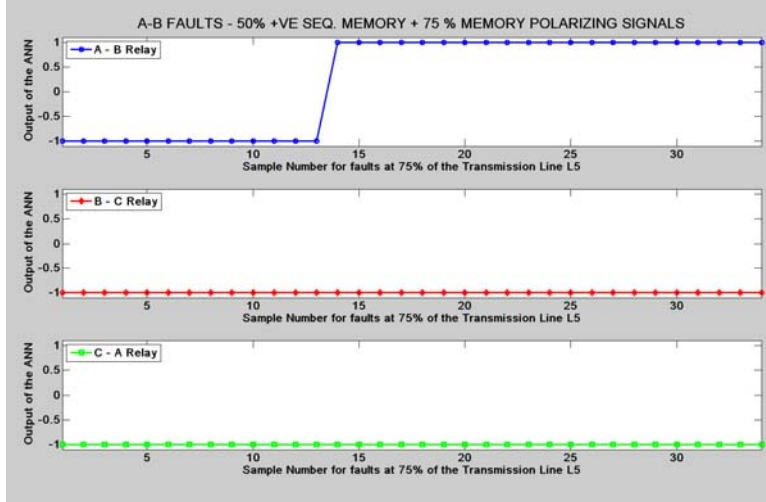 A-B FAULTS - 50% +VE SEQ. MEMORY + 75 % MEMORY POLARIZING SIGNALS
Output of the ANN
1
0.5
0
-0.5
-1
A - B Relay
5 10 15 20 25 30
Sample Number for faults at 75% of the Transmission Line L5
Output of the ANN
1
0.5
0
-0.5
-1
B - C Relay
5 10 15 20 25 30
Sample Number for faults at 75% of the Transmission Line L5
Output of the ANN
1
0.5
0
-0.5
-1
C - A Relay
5 10 15 20 25 30
Sample Number for faults at 75% of the Transmission Line L5